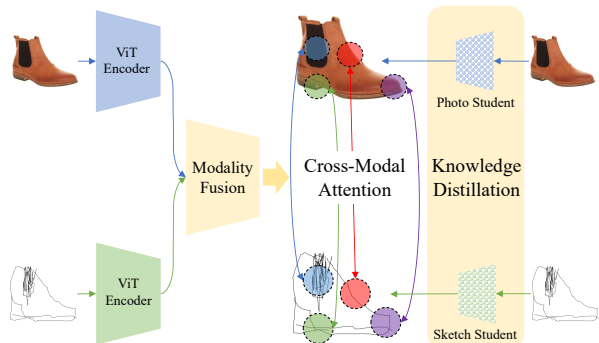 ViT
Encoder
Modality
Fusion
ViT
Encoder
Cross-Modal
Attention
Photo Student
Knowledge
Distillation
Sketch Student